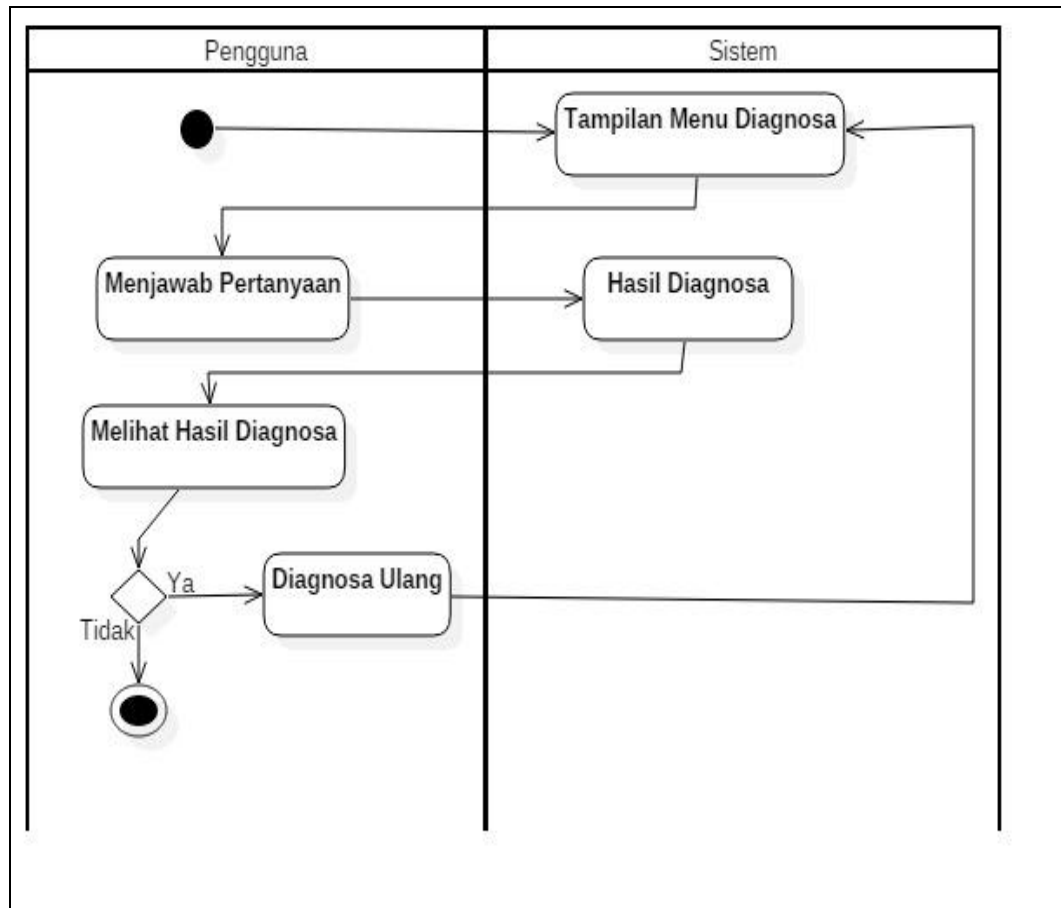 Pengguna
Sistem
Tampilan Menu Diagnosa
Menjawab Pertanyaan
Hasil Diagnosa
Melihat Hasil Diagnosa
Ya
Diagnosa Ulang
Tidak